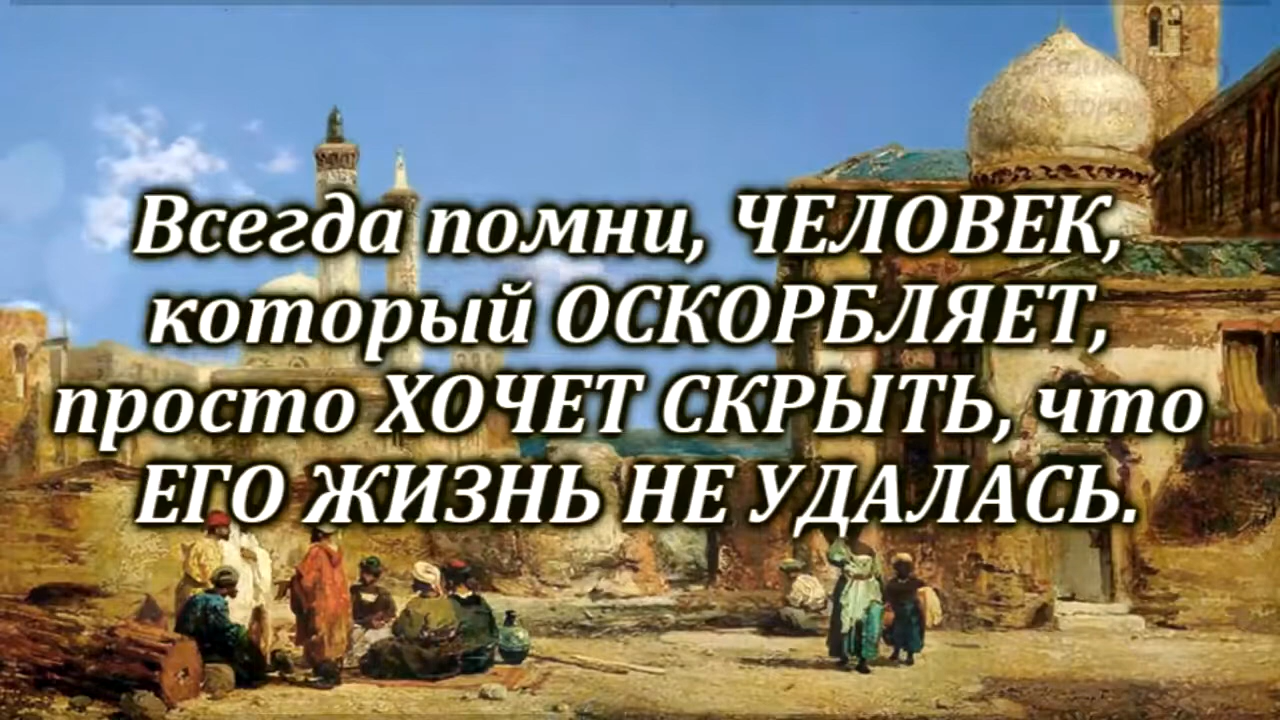 Всегда помни, ЧЕЛОВЕК,
который ОСКОРБЛЯЕТ,
просто ХОЧЕТ СКРЫТЬ, что
ЕГО ЖИЗНЬ НЕ УДАЛАСЬ.